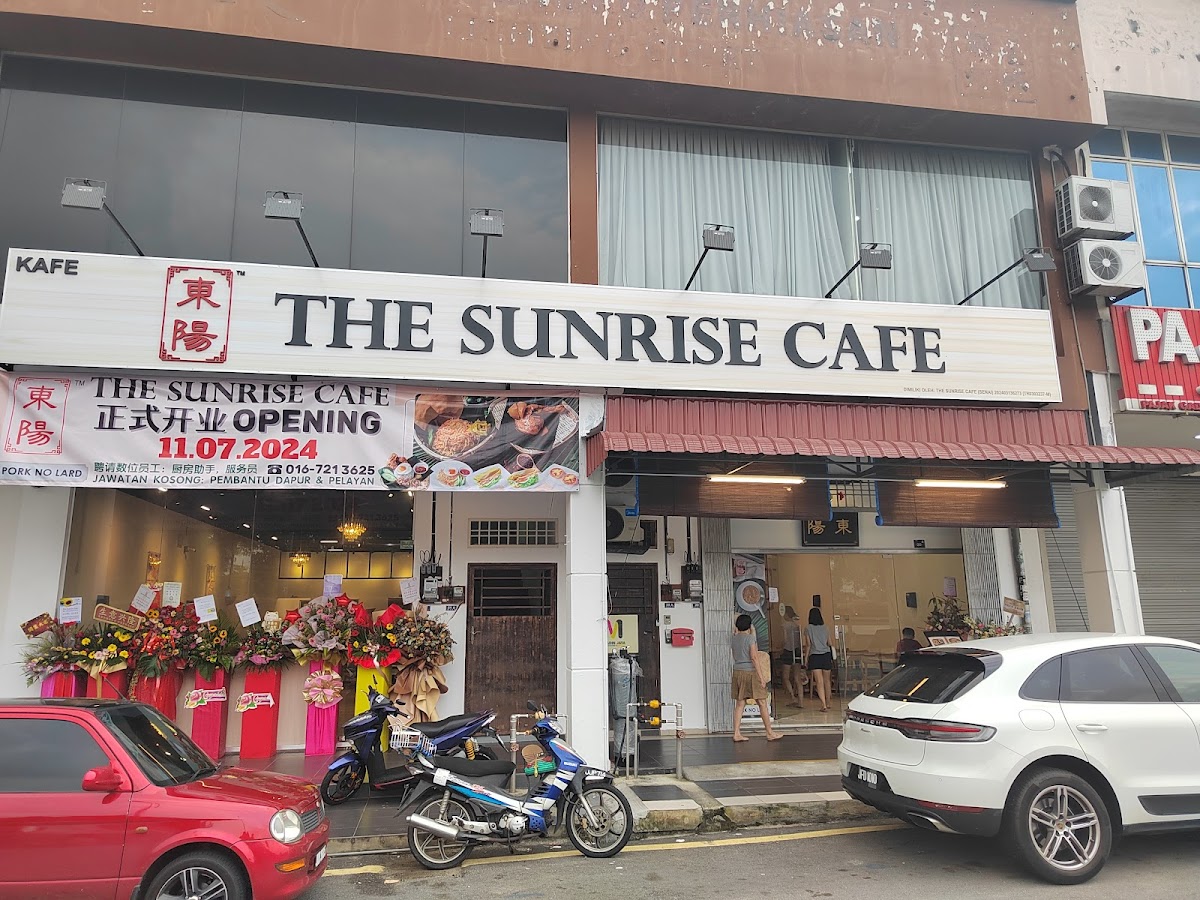 KAFE
東陽
TM
THE SUNRISE CAFE
東陽
TM
THE SUNRISE CAFE
正式开业 OPENING
11.07.2024
PORK NO LARD
聘请数位员工：厨房助手，服务员 ☎ 016-721 3625
JAWATAN KOSONG: PEMBANTU DAPUR & PELAYAN
陽東
PA